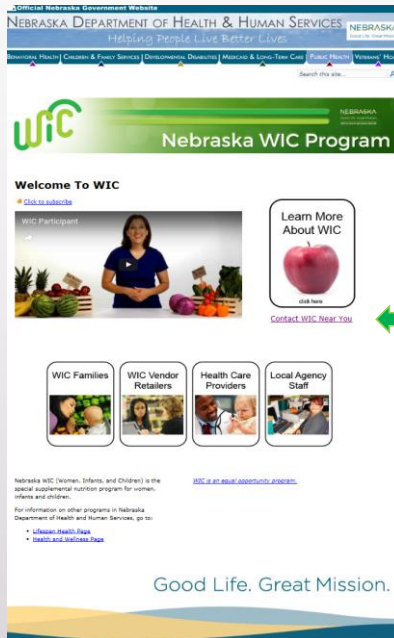 Official Nebraska Government Website
NEBRASKA DEPARTMENT OF HEALTH & HUMAN SERVICES
NEBRASKA
Helping People Live Better Lives
BEHAVIORAL HEALTH | CHILDREN & FAMILY SERVICES | DEVELOPMENTAL DISABILITIES | MEDICAID & LONG-TERM CARE | PUBLIC HEALTH | VETERANS'
Search this site...
wic
NEBRASKA
Nebraska WIC Program
Welcome To WIC
Click to subscribe
WIC Participant
Learn More
About WIC
click here
Contact WIC Near You
WIC Families
WIC Vendor
Retailers
Health Care
Providers
Local Agency
Staff
Nebraska WIC (Women, Infants, and Children) is the
special supplemental nutrition program for women,
infants and children.
WIC is an equal opportunity program.
For information on other programs in Nebraska
Department of Health and Human Services, go to:
Lifespan Health Page
Health and Wellness Page
Good Life. Great Mission.